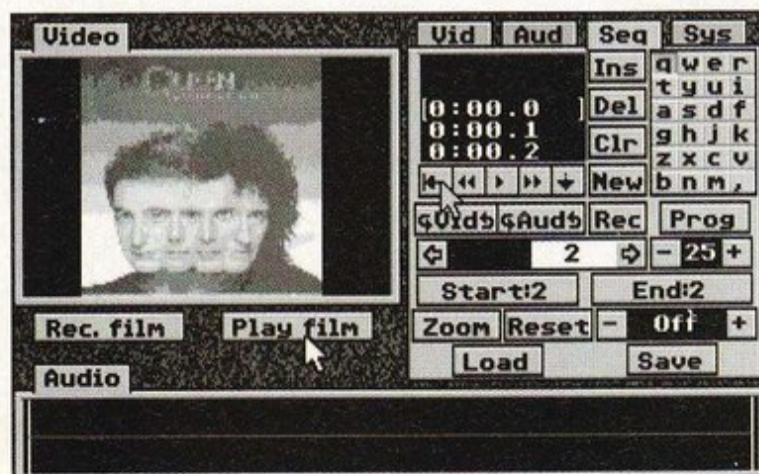 Video
Vid Aud Seq Sys
QUEEN
Ins q w e r
t y u i
[0:00.0 ] Del a s d f
0:00.1 Clr g h j k
0:00.2 z x c v
New b n m ,
Vid Aud Rec Prog
2 - 25 +
Start:2 End:2
Rec. film Play film Zoom Reset - Off +
Load Save
Audio